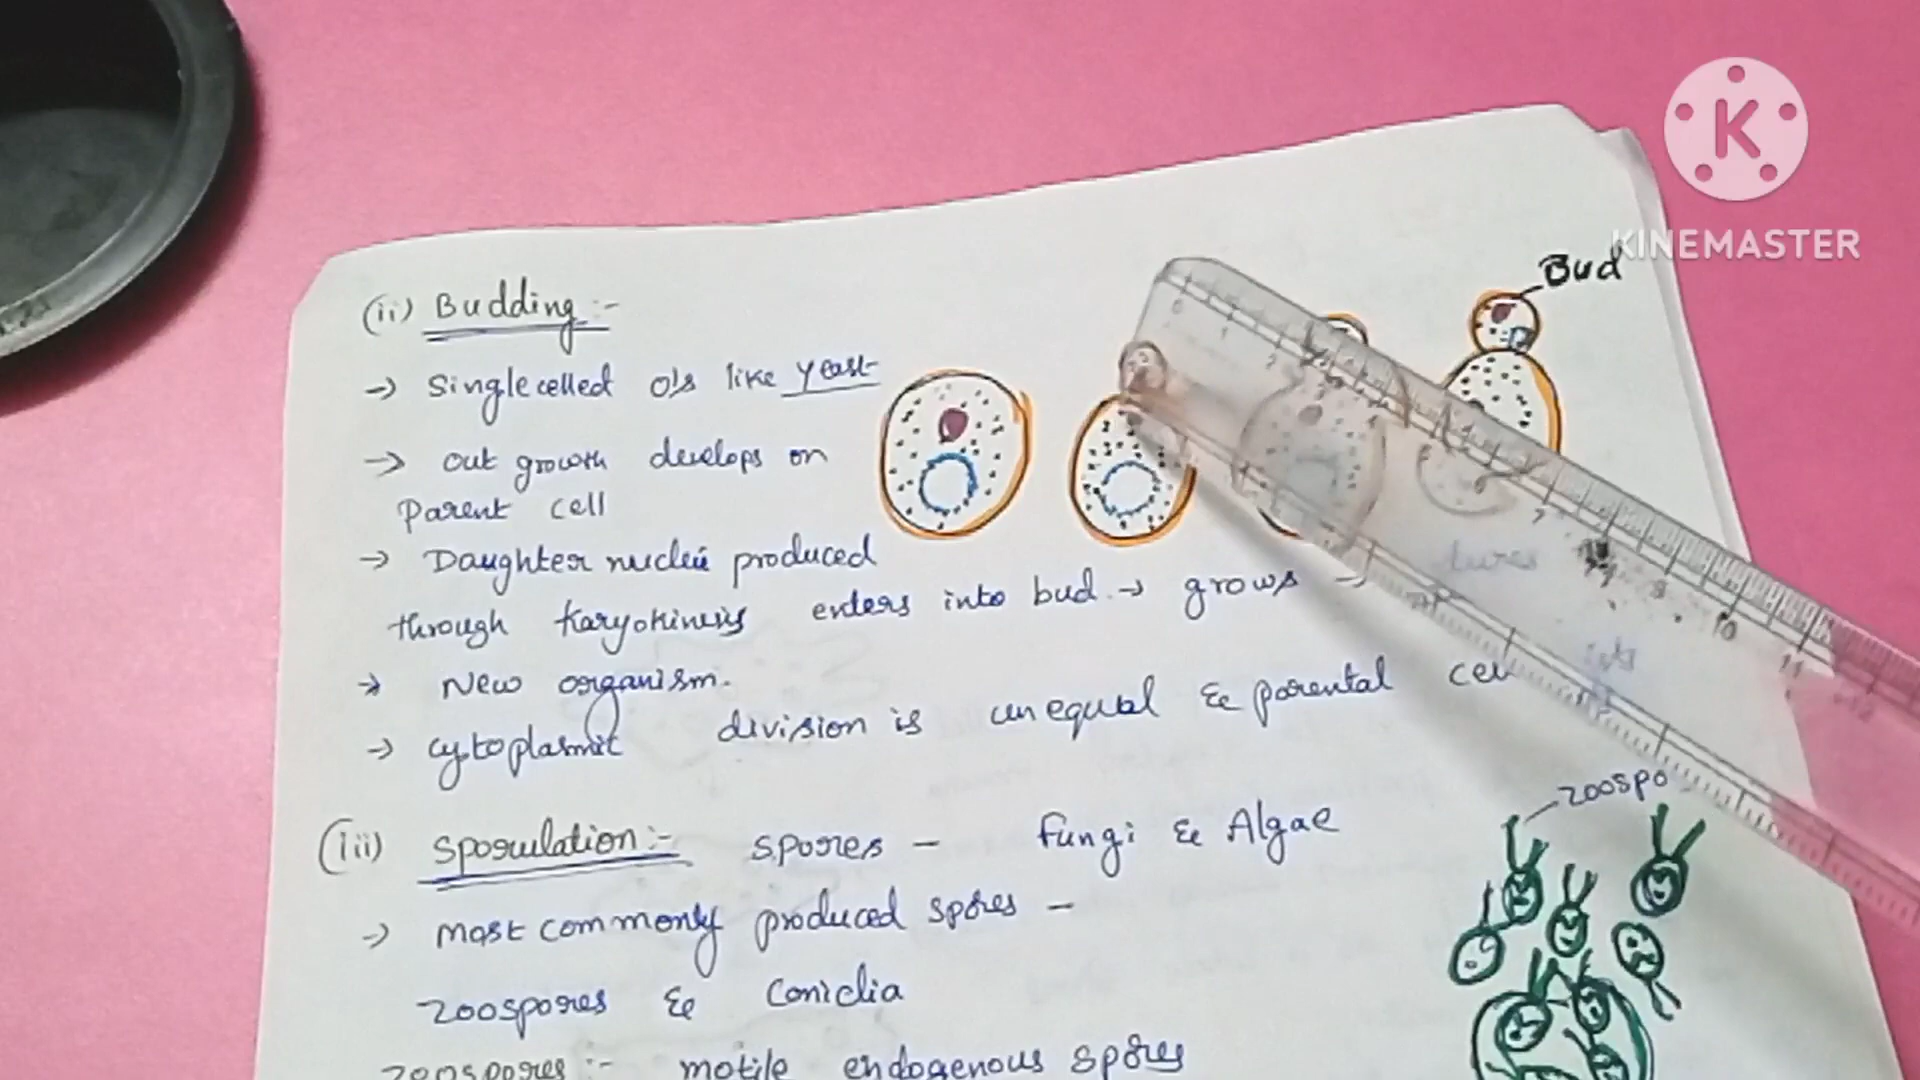 KINEMASTER
Bud
(ii) Budding :-
→ Single celled o's like yeast
→ out growth develops on
Parent cell
→ Daughter nuclei produced
through karyokinesis enters into bud → grows →
→ New organism.
→ cytoplasmic division is unequal & parental
zoospo
(iii) Sporulation :- spores - Fungi & Algae
→ most commonly produced spores -
zoospores & Conidia
zoospores :- motile endogenous spores